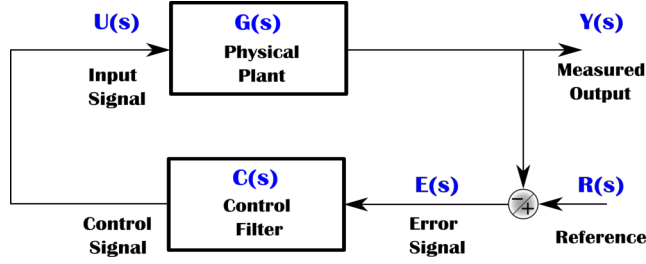 U(s)
G(s)
Y(s)
Physical
Plant
Input
Signal
Measured
Output
C(s)
Control
Filter
E(s)
R(s)
- +
Control
Signal
Error
Signal
Reference